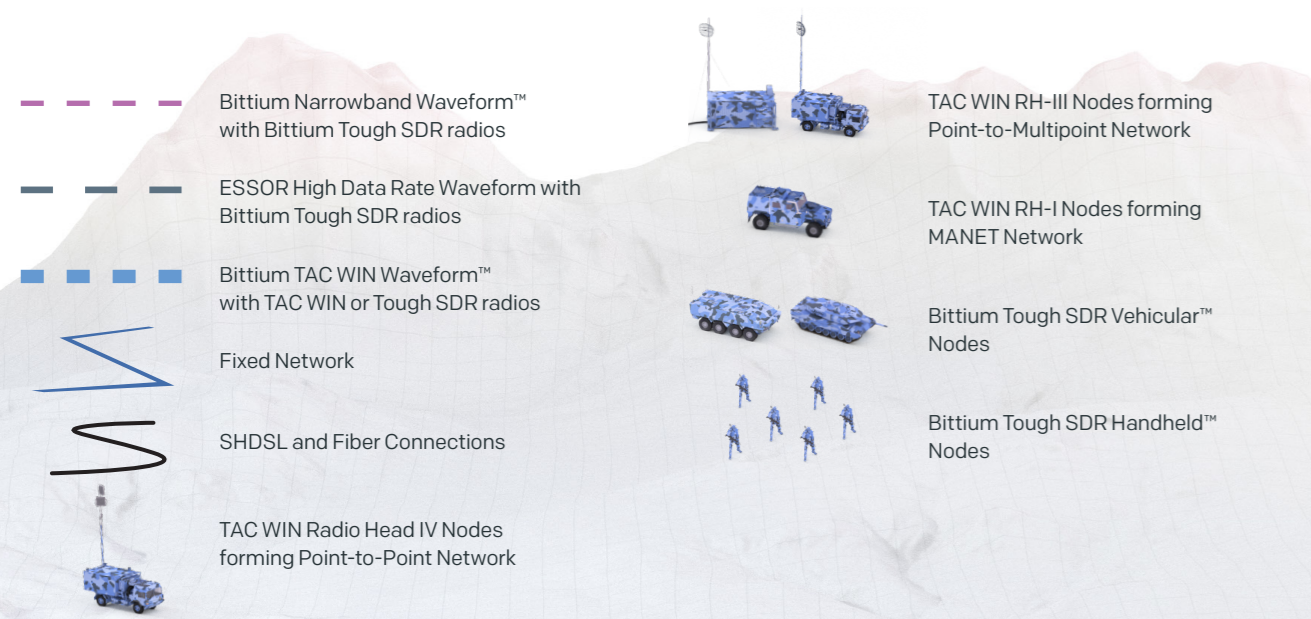 Bittium Narrowband Waveform™
with Bittium Tough SDR radios
ESSOR High Data Rate Waveform with
Bittium Tough SDR radios
Bittium TAC WIN Waveform™
with TAC WIN or Tough SDR radios
Fixed Network
SHDSL and Fiber Connections
TAC WIN Radio Head IV Nodes
forming Point-to-Point Network
TAC WIN RH-III Nodes forming
Point-to-Multipoint Network
TAC WIN RH-I Nodes forming
MANET Network
Bittium Tough SDR Vehicular™
Nodes
Bittium Tough SDR Handheld™
Nodes